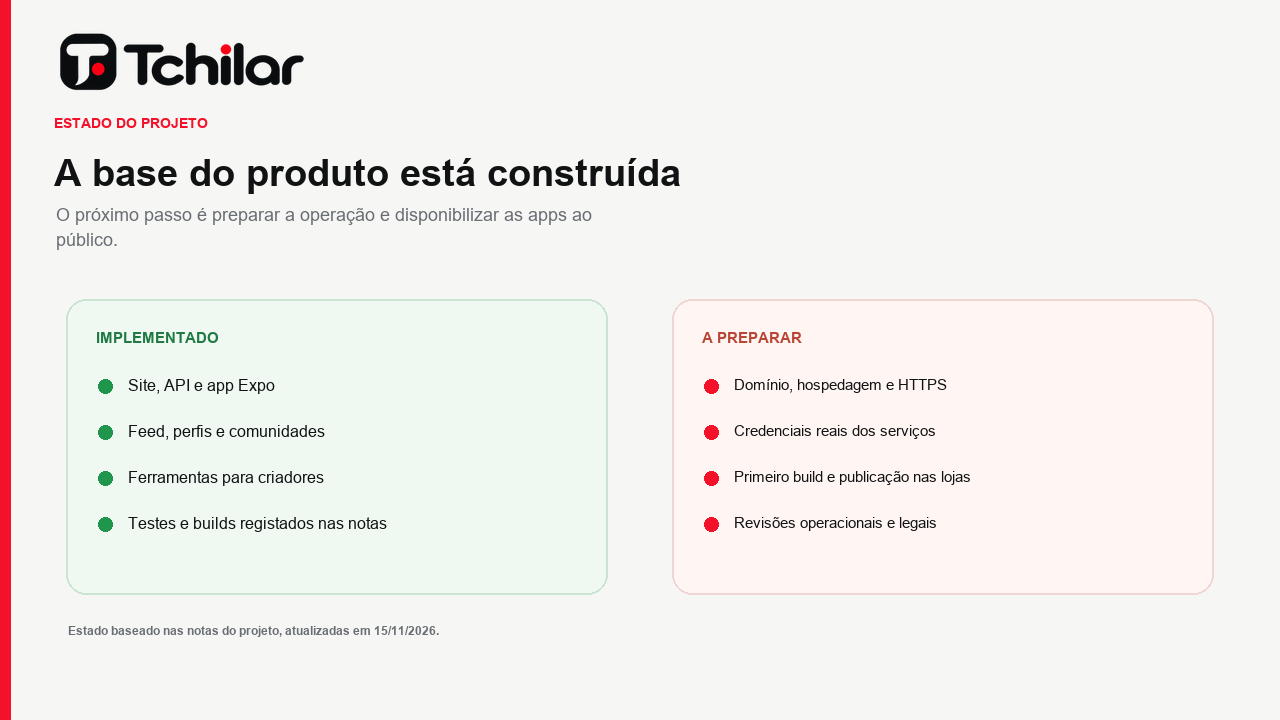 Tchilar
ESTADO DO PROJETO
A base do produto está construída
O próximo passo é preparar a operação e disponibilizar as apps ao
público.
IMPLEMENTADO
Site, API e app Expo
Feed, perfis e comunidades
Ferramentas para criadores
Testes e builds registados nas notas
A PREPARAR
Domínio, hospedagem e HTTPS
Credenciais reais dos serviços
Primeiro build e publicação nas lojas
Revisões operacionais e legais
Estado baseado nas notas do projeto, atualizadas em 15/11/2026.